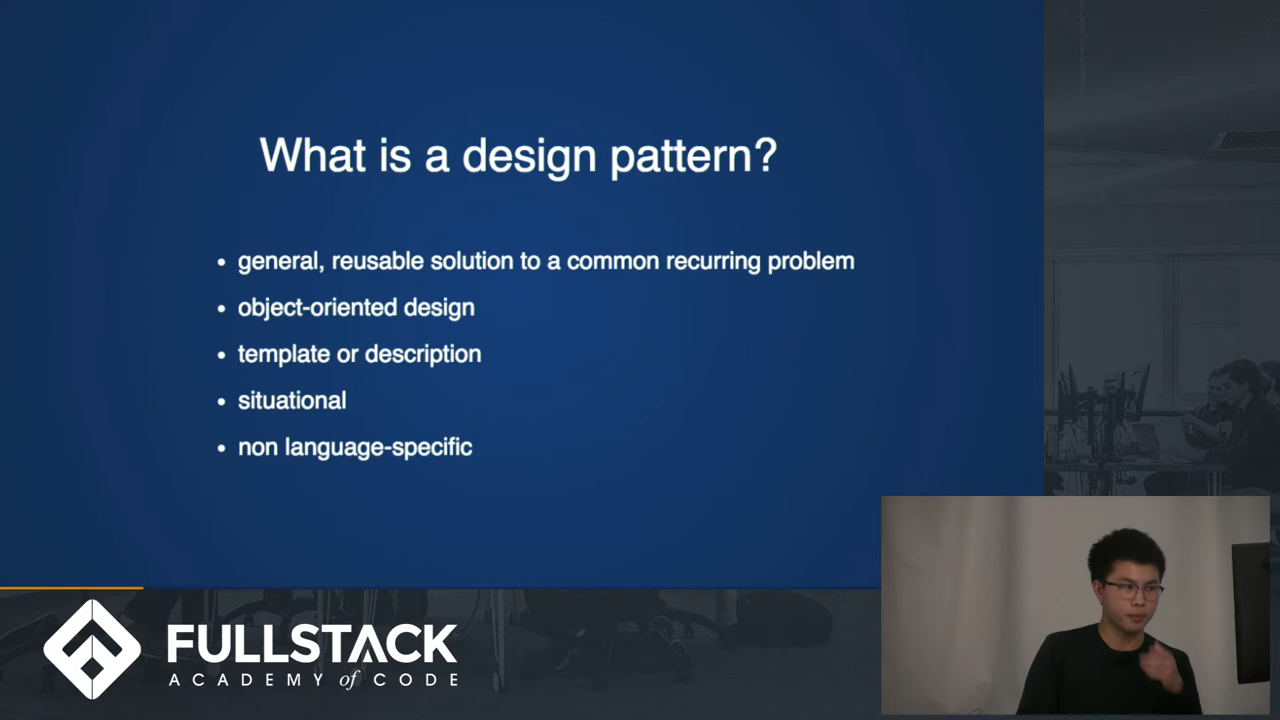 What is a design pattern?
• general, reusable solution to a common recurring problem
• object-oriented design
• template or description
• situational
• non language-specific
FULLSTACK
ACADEMY of CODE